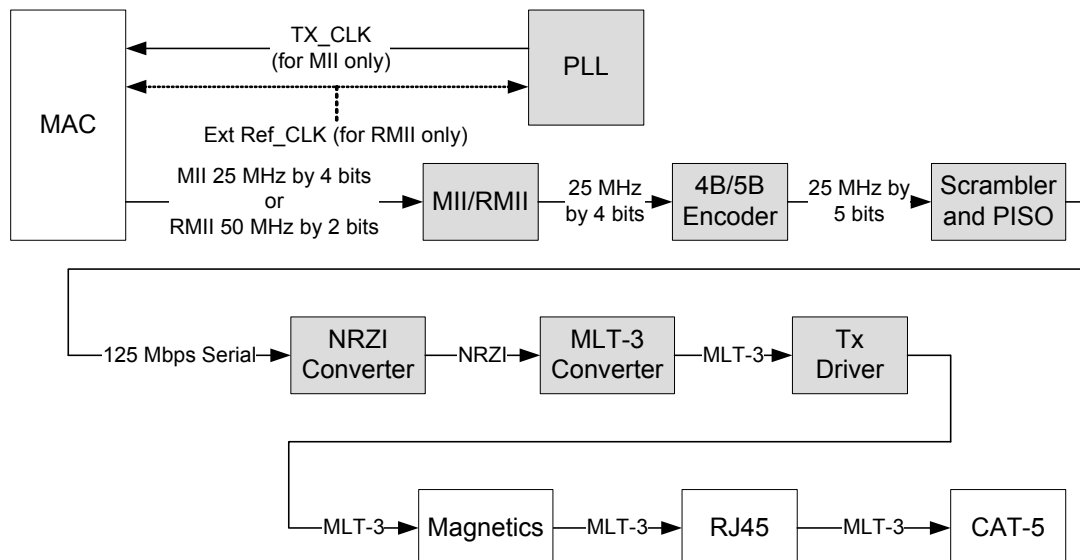 TX_CLK
(for MII only)
PLL
MAC
Ext Ref_CLK (for RMII only)
MII 25 MHz by 4 bits
or
RMII 50 MHz by 2 bits
MII/RMII
25 MHz
by 4 bits
4B/5B
Encoder
25 MHz by
5 bits
Scrambler
and PISO
125 Mbps Serial
NRZI
Converter
NRZI
MLT-3
Converter
MLT-3
Tx
Driver
MLT-3
Magnetics
MLT-3
RJ45
MLT-3
CAT-5